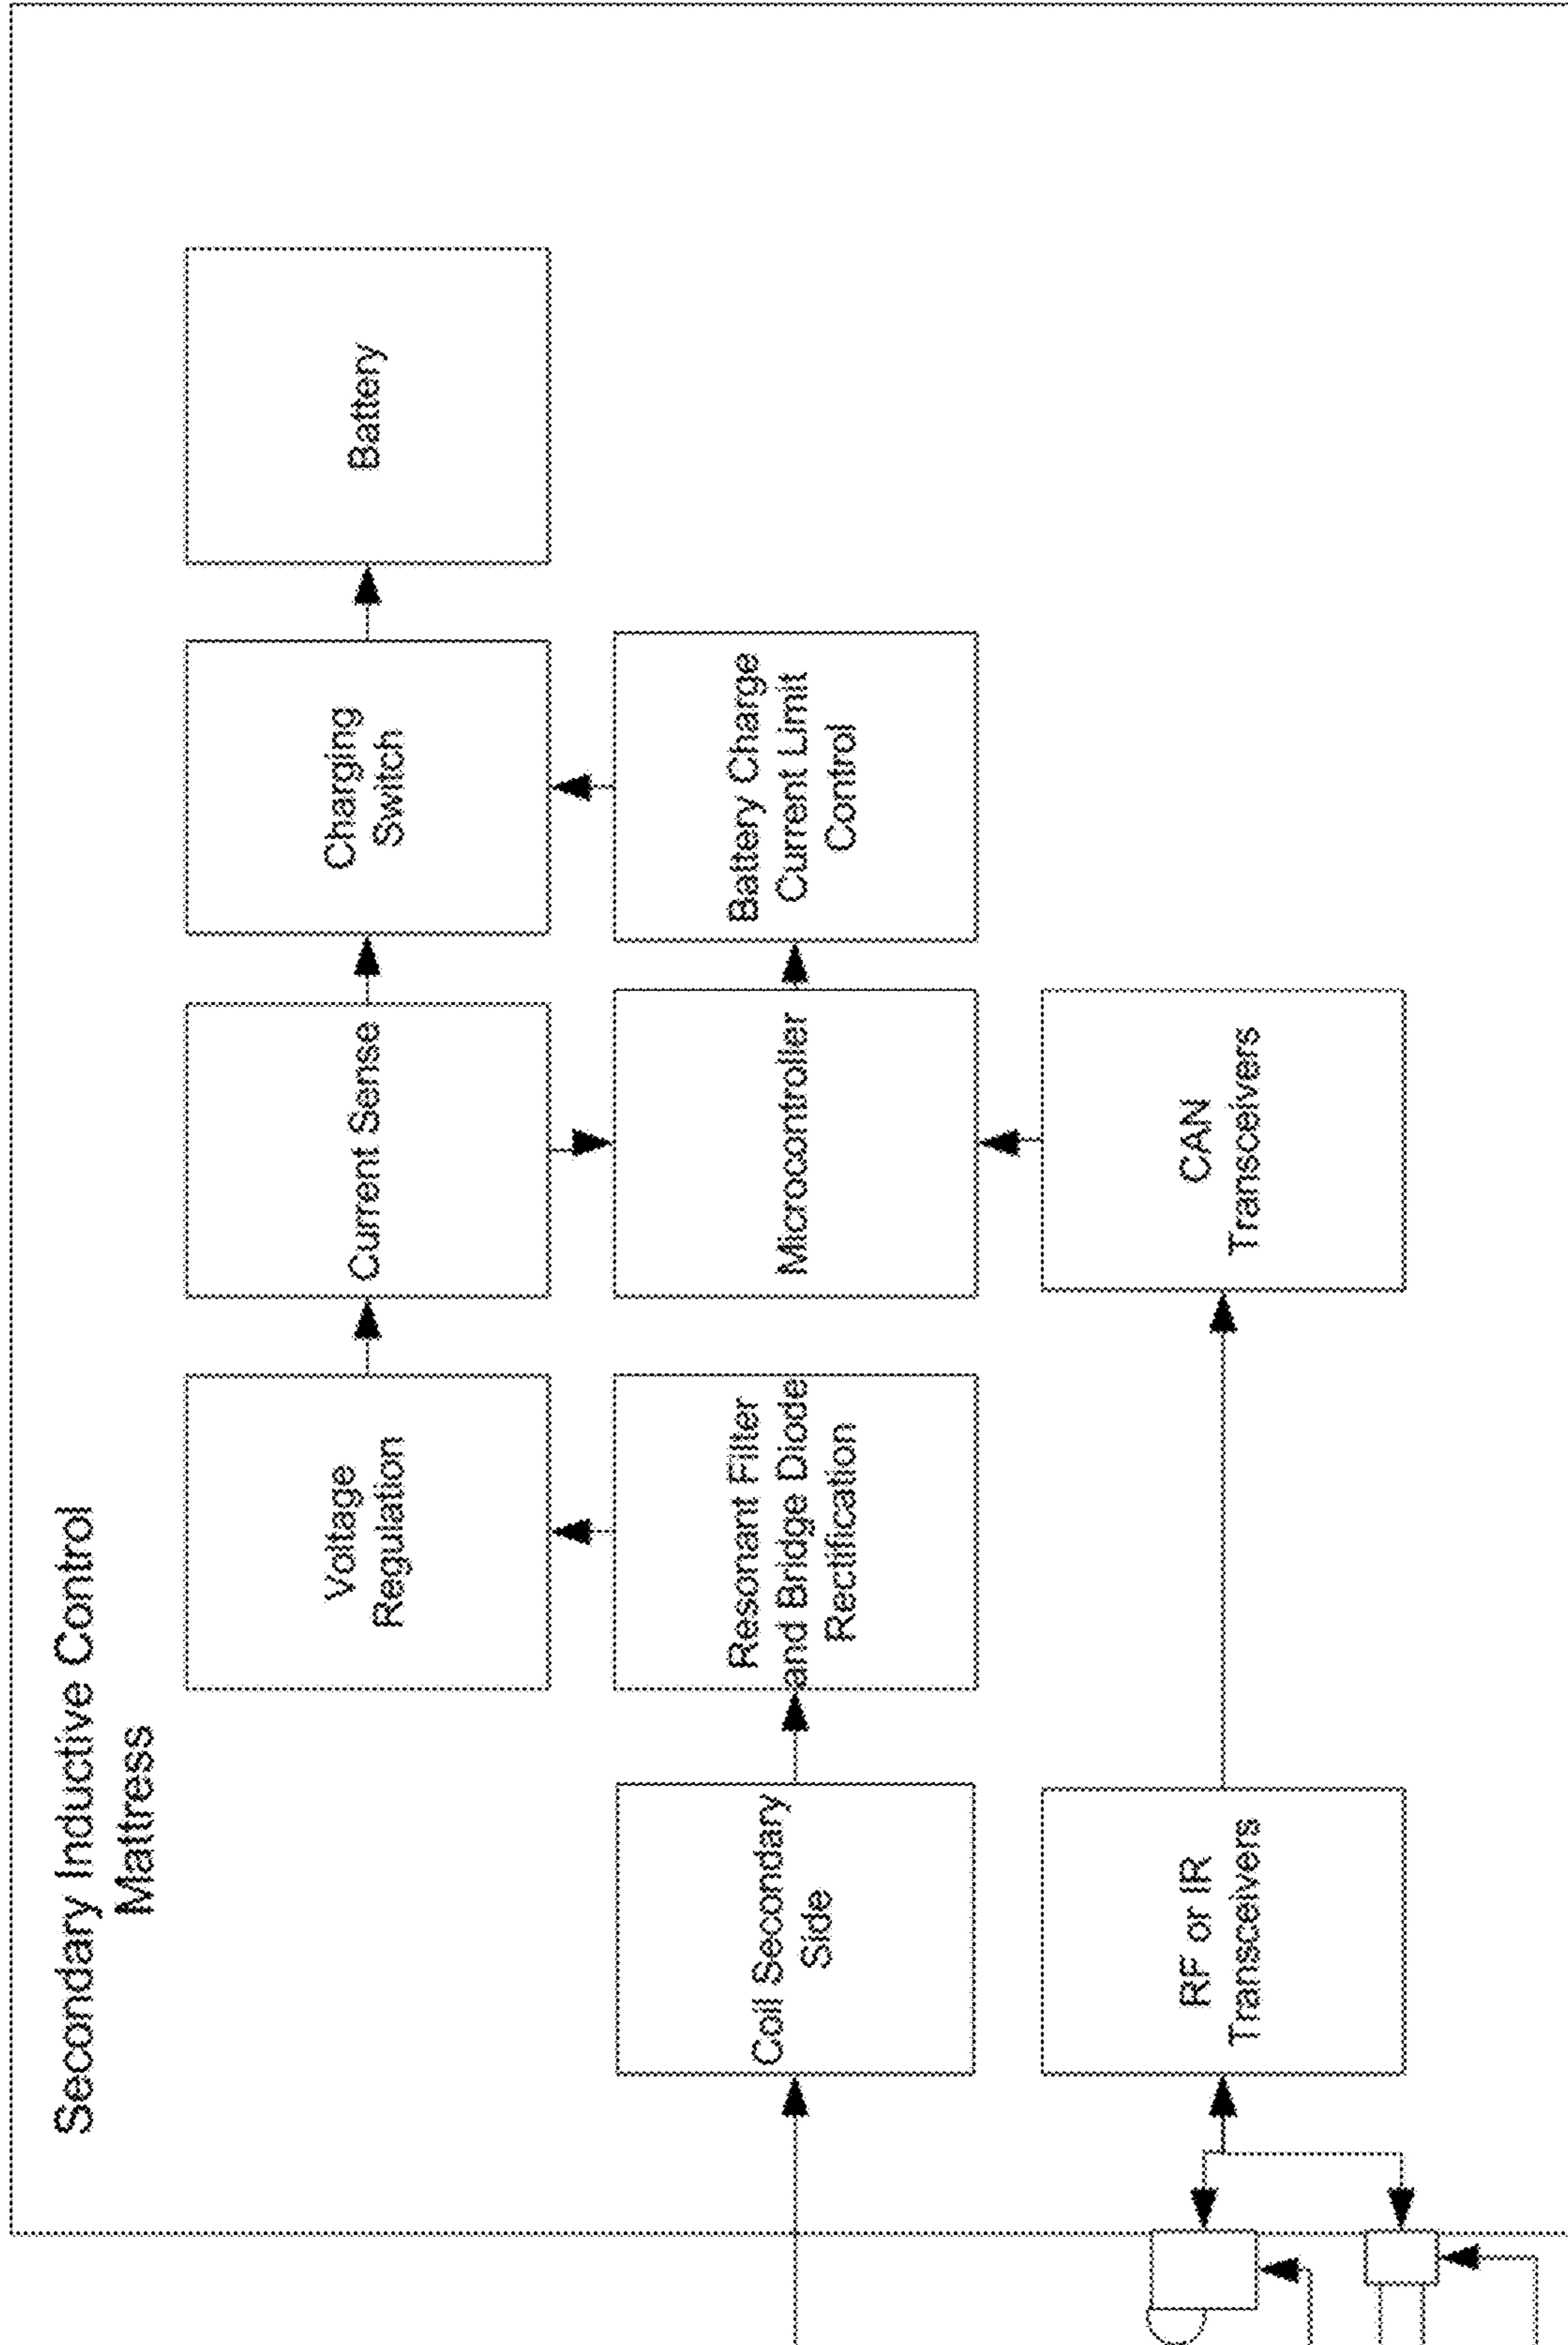 Secondary Inductive Control
Mattress
Voltage
Regulation
Current Sense
Charging
Switch
Battery
Coil Secondary
Side
Resonant Filter
and Bridge Diode
Rectification
Microcontroller
Battery Charge
Current Limit
Control
RF or IR
Transceivers
CAN
Transceivers